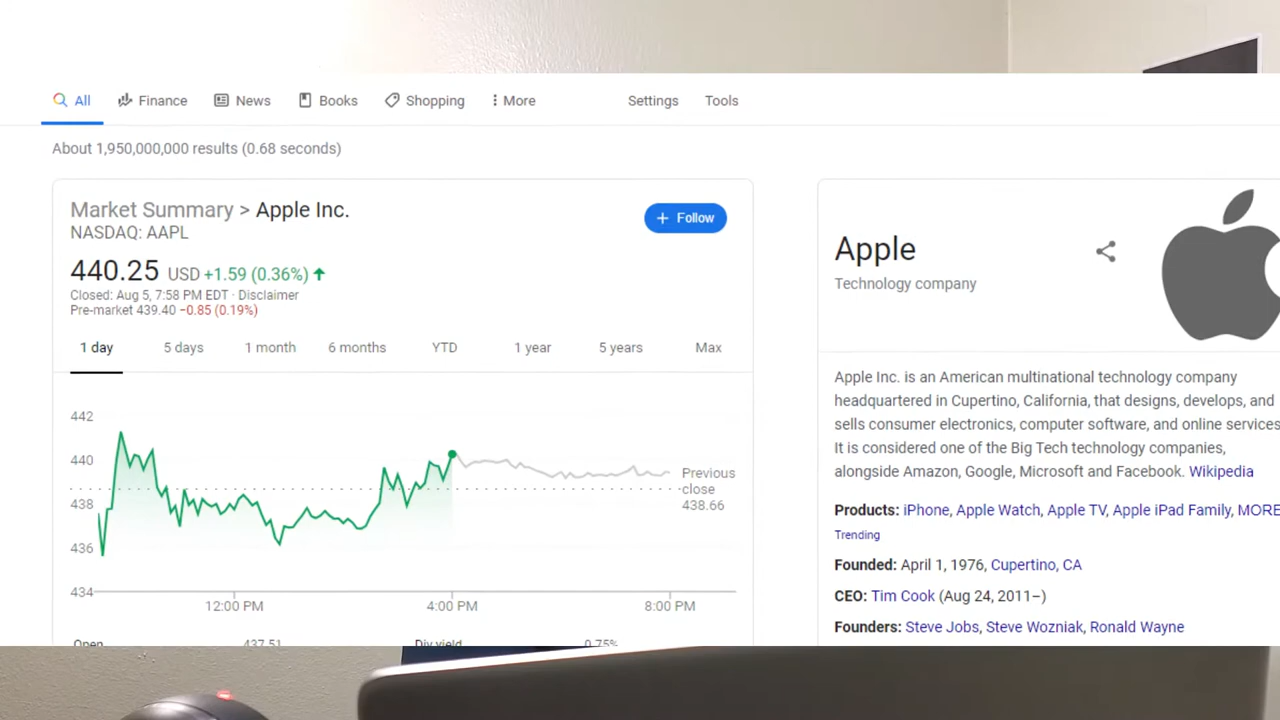 All
Finance
News
Books
Shopping
More
Settings
Tools
About 1,950,000,000 results (0.68 seconds)
Market Summary > Apple Inc.
NASDAQ: AAPL
+ Follow
440.25 USD +1.59 (0.36%)
Closed: Aug 5, 7:58 PM EDT · Disclaimer
Pre-market 439.40 −0.85 (0.19%)
1 day
5 days
1 month
6 months
YTD
1 year
5 years
Max
442
440
438
436
434
Previous
close
438.66
12:00 PM
4:00 PM
8:00 PM
Open
437.51
Div yield
0.75%
Apple
Technology company
Apple Inc. is an American multinational technology company
headquartered in Cupertino, California, that designs, develops, and
sells consumer electronics, computer software, and online services
It is considered one of the Big Tech technology companies,
alongside Amazon, Google, Microsoft and Facebook. Wikipedia
Products: iPhone, Apple Watch, Apple TV, Apple iPad Family, MORE
Trending
Founded: April 1, 1976, Cupertino, CA
CEO: Tim Cook (Aug 24, 2011–)
Founders: Steve Jobs, Steve Wozniak, Ronald Wayne